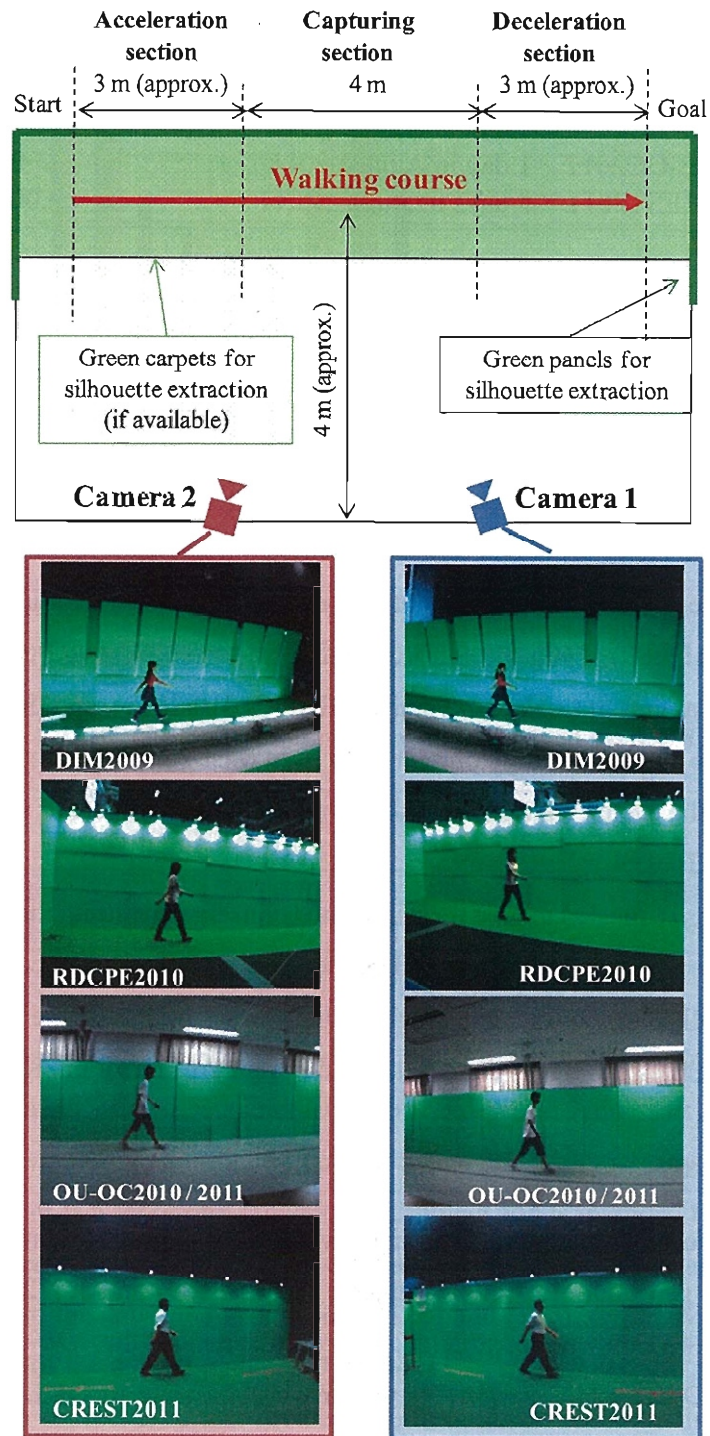 Acceleration section
3 m (approx.)
Capturing section
4 m
Deceleration section
3 m (approx.)
Start
Goal
Walking course
Green carpets for
silhouette extraction
(if available)
4 m (approx.)
Green panels for
silhouette extraction
Camera 2
Camera 1
DIM2009
DIM2009
RDCPE2010
RDCPE2010
OU-OC2010 / 2011
OU-OC2010 / 2011
CREST2011
CREST2011